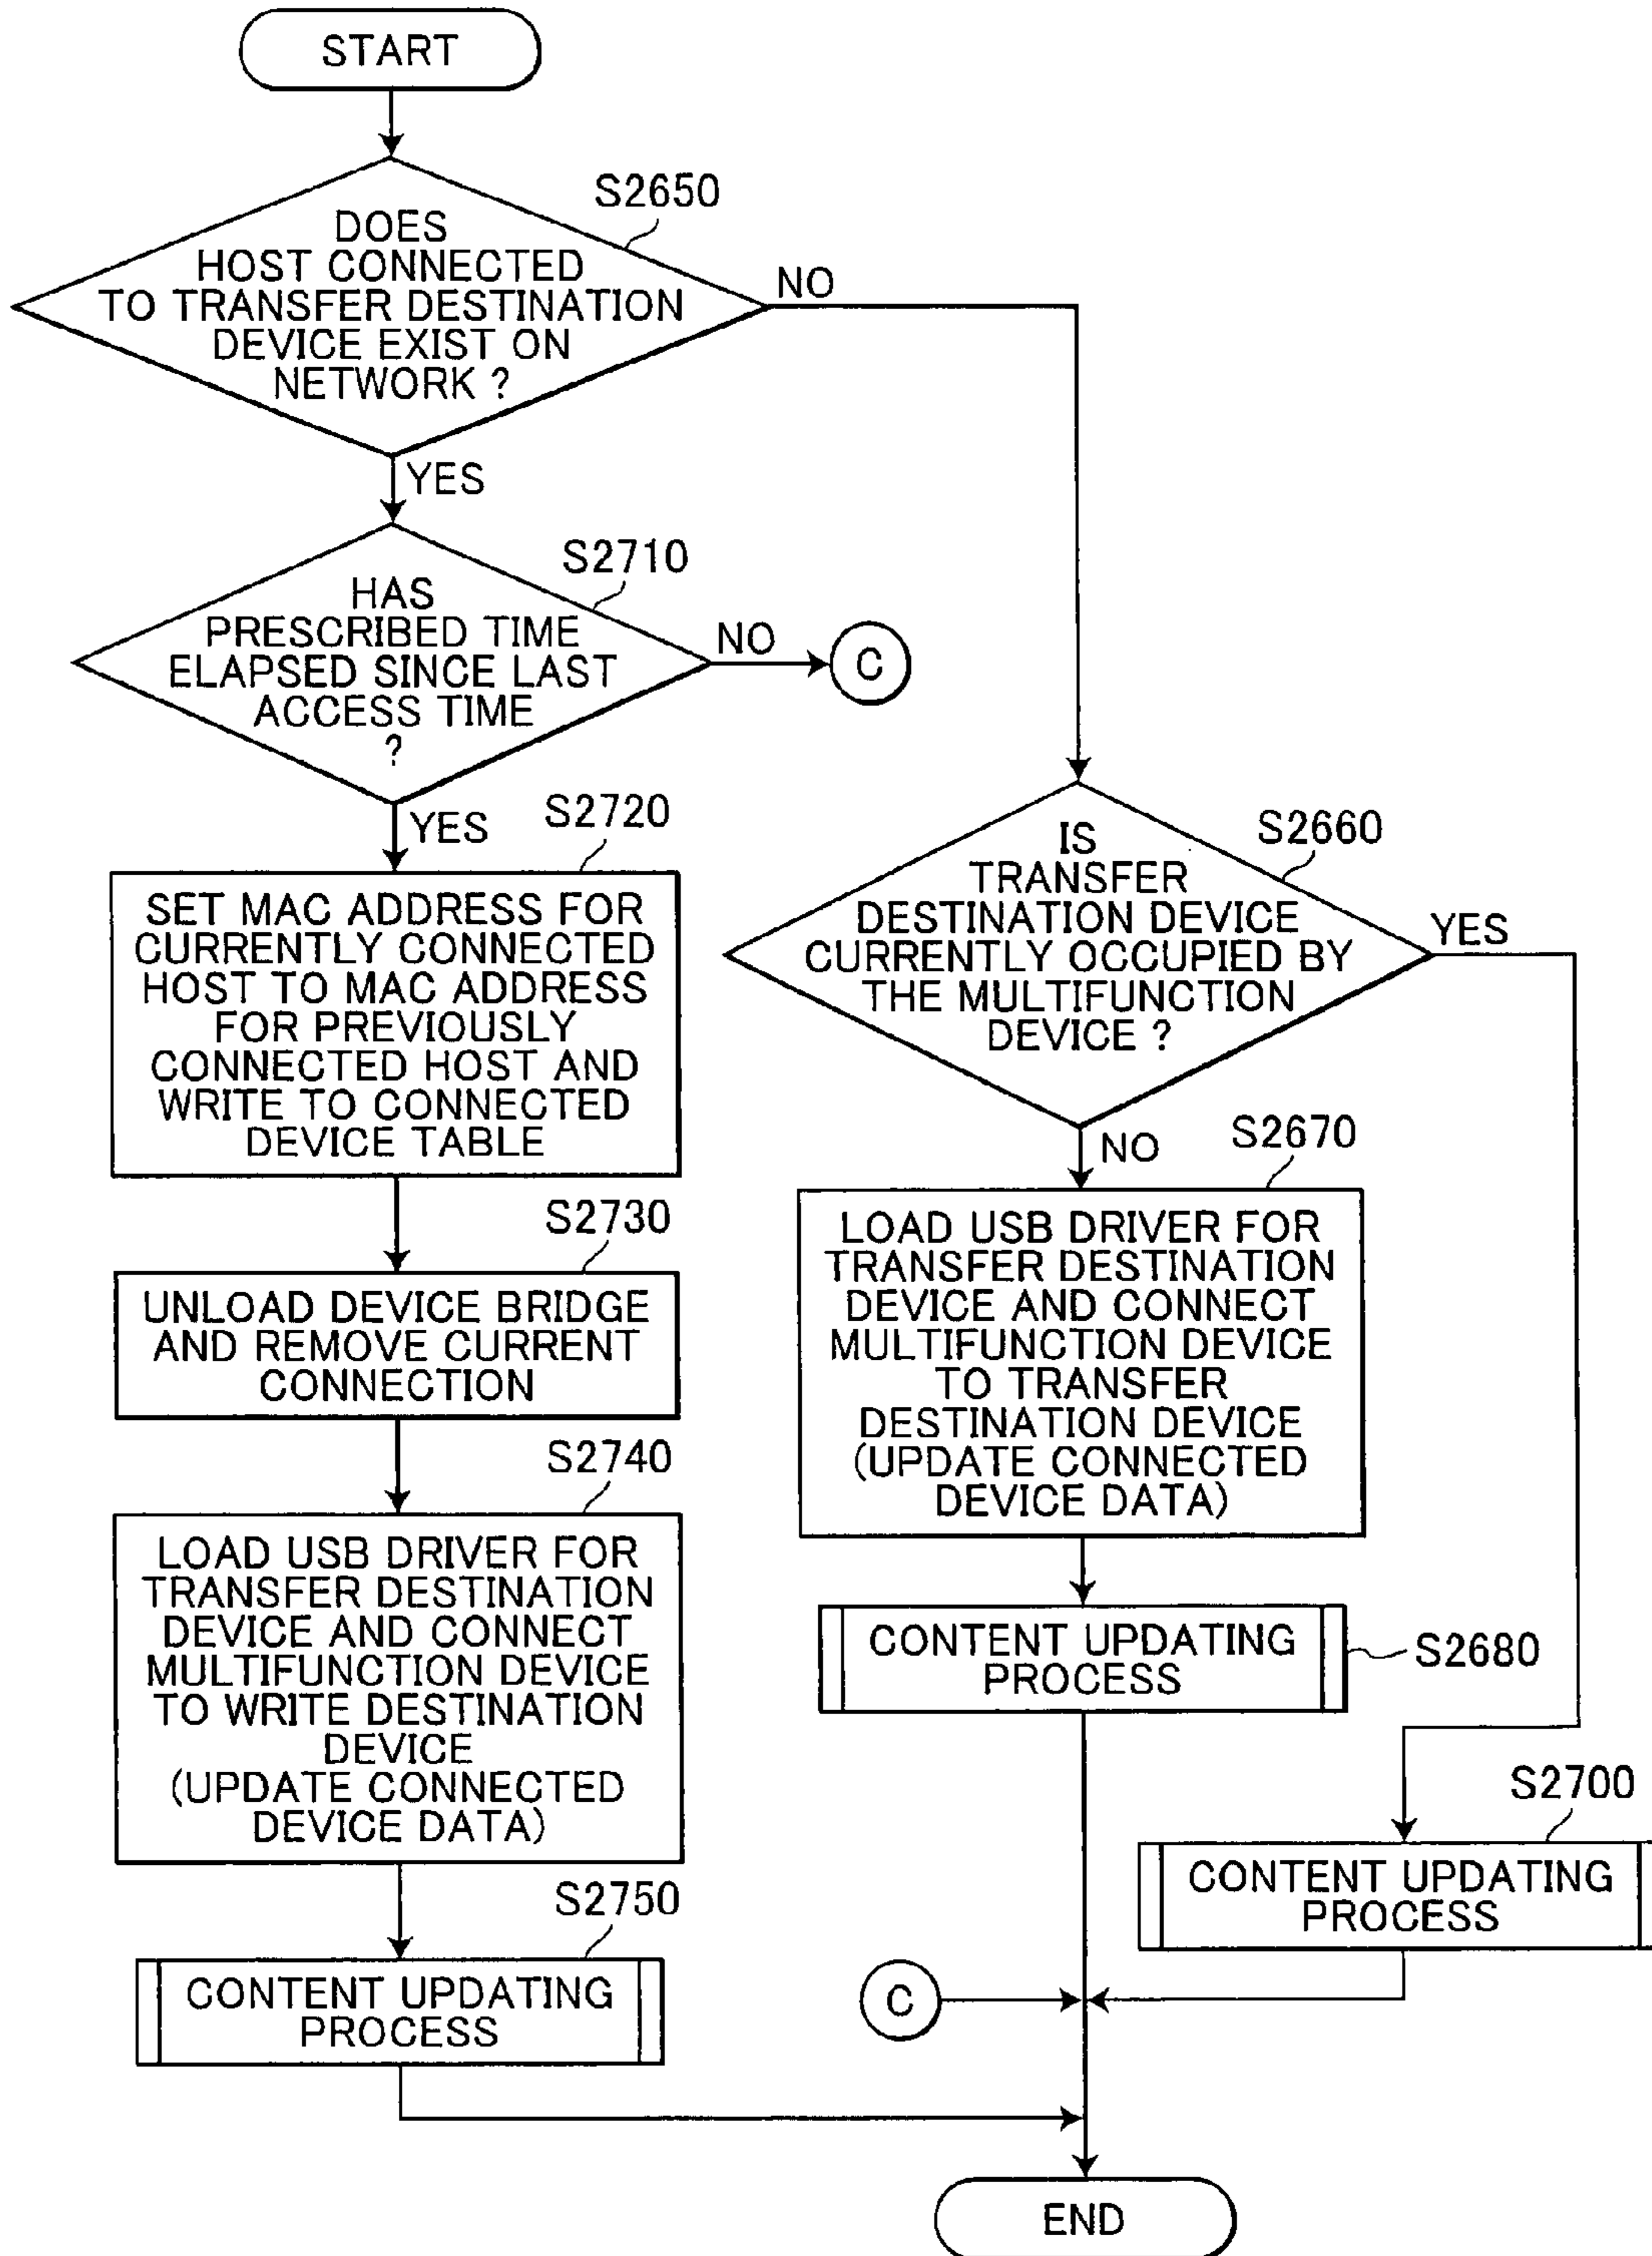 START
S2650
DOES
HOST CONNECTED
TO TRANSFER DESTINATION
DEVICE EXIST ON
NETWORK ?
NO
YES
S2710
HAS
PRESCRIBED TIME
ELAPSED SINCE LAST
ACCESS TIME
?
NO
C
YES
S2720
SET MAC ADDRESS FOR
CURRENTLY CONNECTED
HOST TO MAC ADDRESS
FOR PREVIOUSLY
CONNECTED HOST AND
WRITE TO CONNECTED
DEVICE TABLE
S2730
UNLOAD DEVICE BRIDGE
AND REMOVE CURRENT
CONNECTION
S2740
LOAD USB DRIVER FOR
TRANSFER DESTINATION
DEVICE AND CONNECT
MULTIFUNCTION DEVICE
TO WRITE DESTINATION
DEVICE
(UPDATE CONNECTED
DEVICE DATA)
S2750
CONTENT UPDATING
PROCESS
S2660
IS
TRANSFER
DESTINATION DEVICE
CURRENTLY OCCUPIED BY
THE MULTIFUNCTION
DEVICE ?
YES
NO
S2670
LOAD USB DRIVER FOR
TRANSFER DESTINATION
DEVICE AND CONNECT
MULTIFUNCTION DEVICE
TO TRANSFER
DESTINATION DEVICE
(UPDATE CONNECTED
DEVICE DATA)
CONTENT UPDATING
PROCESS
S2680
S2700
CONTENT UPDATING
PROCESS
C
END